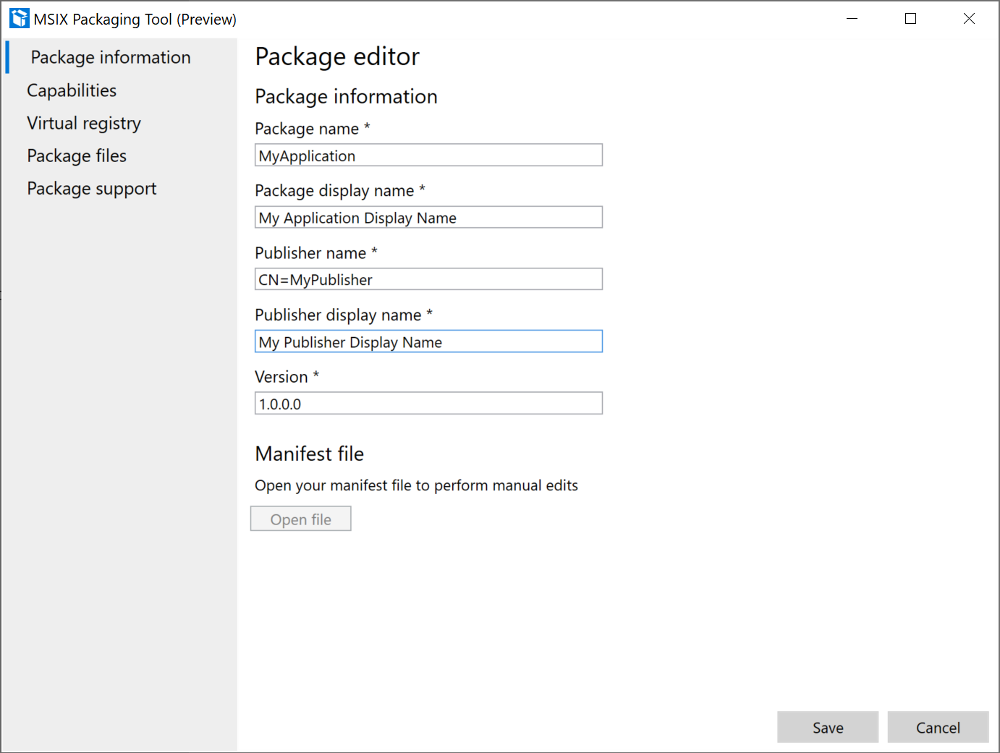 MSIX Packaging Tool (Preview)
Package information
Capabilities
Virtual registry
Package files
Package support
Package editor
Package information
Package name *
MyApplication
Package display name *
My Application Display Name
Publisher name *
CN=MyPublisher
Publisher display name *
My Publisher Display Name
Version *
1.0.0.0
Manifest file
Open your manifest file to perform manual edits
Open file
Save
Cancel